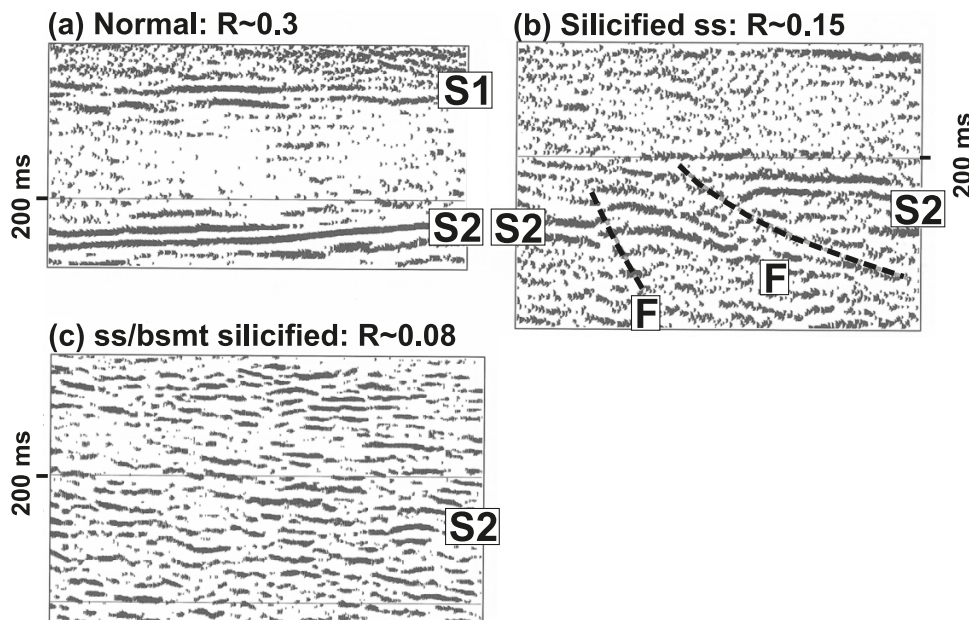 (a) Normal: R~0.3
S1
200 ms
S2
(b) Silicified ss: R~0.15
200 ms
S2
S2
F
F
(c) ss/bsmt silicified: R~0.08
200 ms
S2